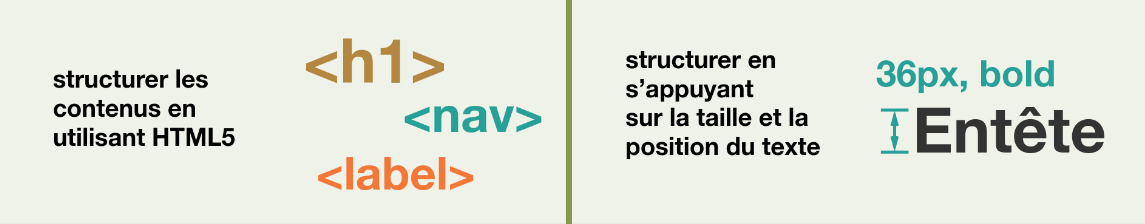 structurer les
contenus en
utilisant HTML5
<h1>
<nav>
<label>
structurer en
s’appuyant
sur la taille et la
position du texte
36px, bold
Entête